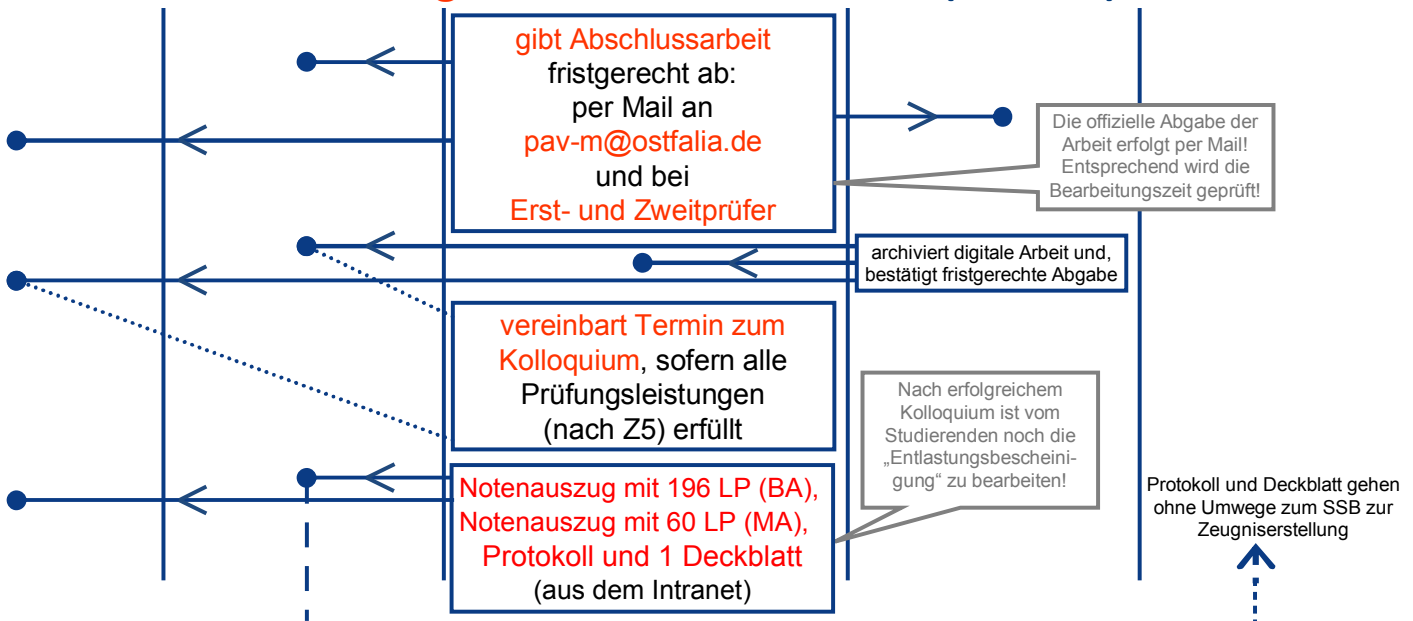 gibt Abschlussarbeit
fristgerecht ab:
per Mail an
pav-m@ostfalia.de
und bei
Erst- und Zweitprüfer
Die offizielle Abgabe der
Arbeit erfolgt per Mail!
Entsprechend wird die
Bearbeitungszeit geprüft!
archiviert digitale Arbeit und,
bestätigt fristgerechte Abgabe
vereinbart Termin zum
Kolloquium, sofern alle
Prüfungsleistungen
(nach Z5) erfüllt
Nach erfolgreichem
Kolloquium ist vom
Studierenden noch die
„Entlastungsbescheini-
gung“ zu bearbeiten!
Notenauszug mit 196 LP (BA),
Notenauszug mit 60 LP (MA),
Protokoll und 1 Deckblatt
(aus dem Intranet)
Protokoll und Deckblatt gehen
ohne Umwege zum SSB zur
Zeugniserstellung